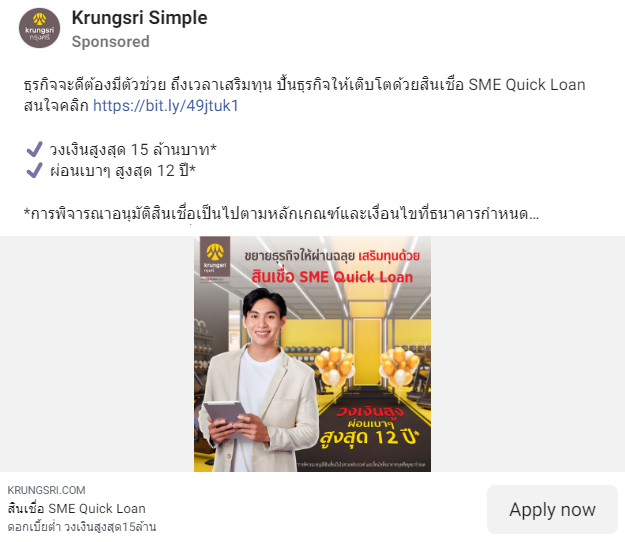 Krungsri Simple
Sponsored
ธุรกิจจะดีต้องมีตัวช่วย ถึงเวลาเสริมทุน ปั้นธุรกิจให้เติบโตด้วยสินเชื่อ SME Quick Loan
สนใจคลิก https://bit.ly/49jtuk1
วงเงินสูงสุด 15 ล้านบาท*
ผ่อนเบาๆ สูงสุด 12 ปี*
*การพิจารณาอนุมัติสินเชื่อเป็นไปตามหลักเกณฑ์และเงื่อนไขที่ธนาคารกำหนด...
krungsri
กรุงศรี
ขยายธุรกิจให้ผ่านฉลุย เสริมทุนด้วย
สินเชื่อ SME Quick Loan
วงเงินสูง
ผ่อนเบาๆ
สูงสุด 12 ปี*
KRUNGSRI.COM
สินเชื่อ SME Quick Loan
ดอกเบี้ยต่ำ วงเงินสูงสุด15ล้าน
Apply now